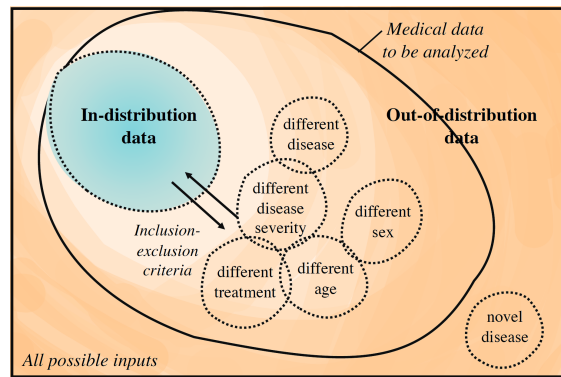 Medical data
to be analyzed
In-distribution
data
Out-of-distribution
data
different
disease
different
disease
severity
different
sex
Inclusion-
exclusion
criteria
different
treatment
different
age
novel
disease
All possible inputs